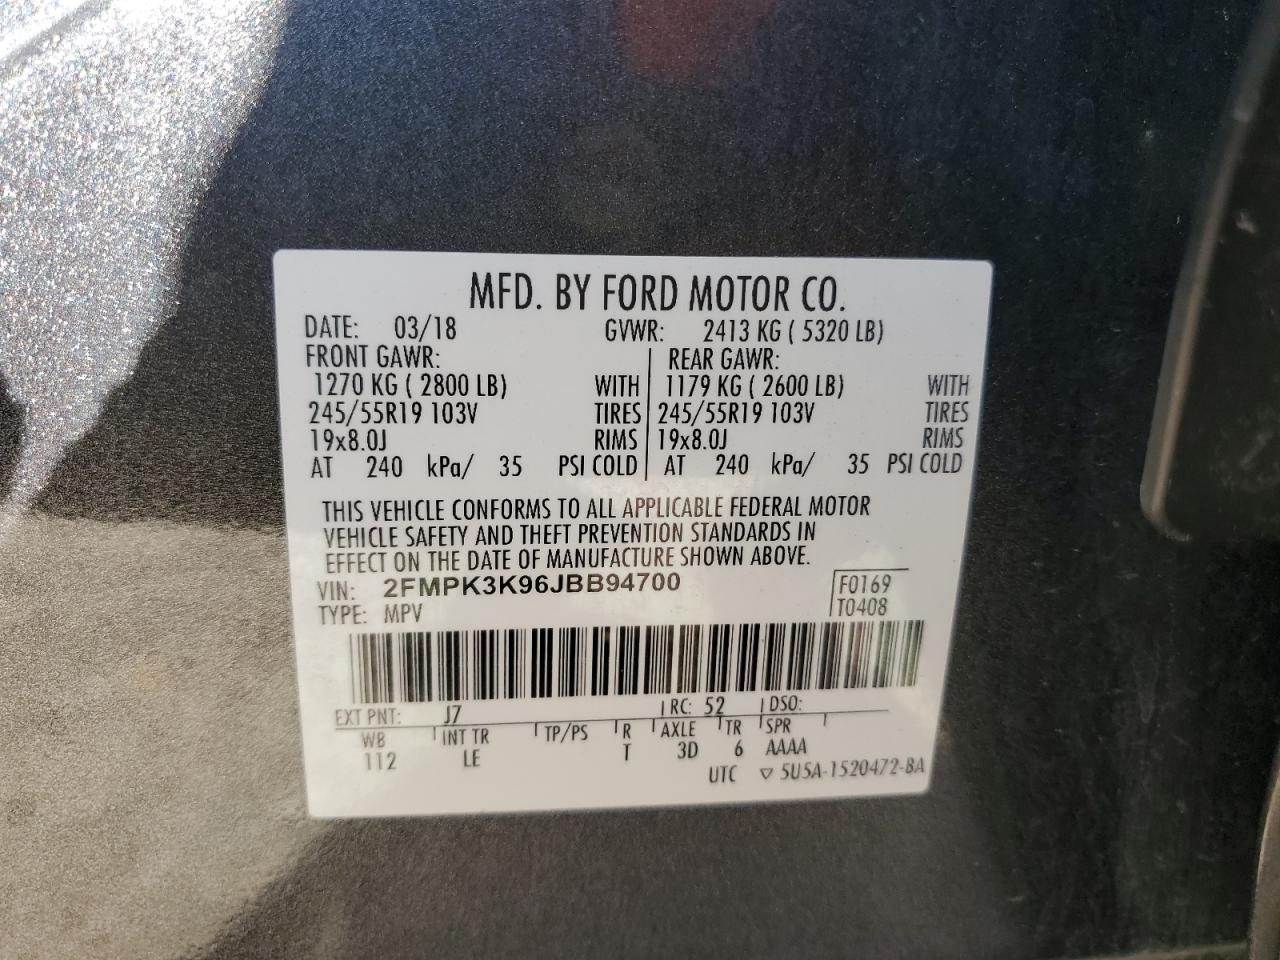 MFD. BY FORD MOTOR CO.
DATE: 03/18 GVWR: 2413 KG ( 5320 LB)
FRONT GAWR: REAR GAWR:
1270 KG ( 2800 LB) WITH 1179 KG ( 2600 LB) WITH
245/55R19 103V TIRES 245/55R19 103V TIRES
19x8.0J RIMS 19x8.0J RIMS
AT 240 kPa/ 35 PSI COLD AT 240 kPa/ 35 PSI COLD
THIS VEHICLE CONFORMS TO ALL APPLICABLE FEDERAL MOTOR
VEHICLE SAFETY AND THEFT PREVENTION STANDARDS IN
EFFECT ON THE DATE OF MANUFACTURE SHOWN ABOVE.
VIN: 2FMPK3K96JBB94700 F0169
TYPE: MPV T0408
EXT PNT: J7 RC: 52 DSO:
WB INT TR TP/PS R AXLE TR SPR
112 LE T 3D 6 AAAA
UTC ▽ 5U5A-1520472-BA